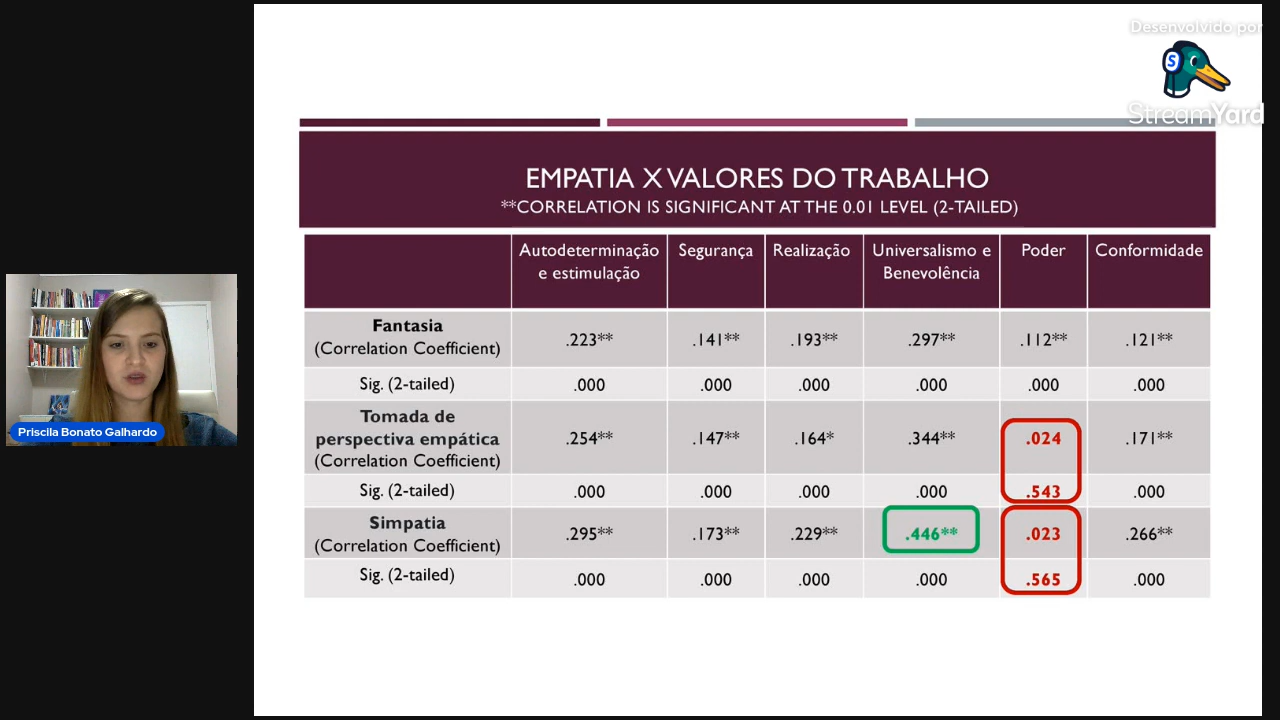 Desenvolvido por
S
StreamYard
EMPATIA X VALORES DO TRABALHO
**CORRELATION IS SIGNIFICANT AT THE 0.01 LEVEL (2-TAILED)
Autodeterminação e estimulação Segurança Realização Universalismo e Benevolência Poder Conformidade
Fantasia
(Correlation Coefficient) .223** .141** .193** .297** .112** .121**
Sig. (2-tailed) .000 .000 .000 .000 .000 .000
Tomada de
perspectiva empática
(Correlation Coefficient) .254** .147** .164* .344** .024 .171**
Sig. (2-tailed) .000 .000 .000 .000 .543 .000
Simpatia
(Correlation Coefficient) .295** .173** .229** .446** .023 .266**
Sig. (2-tailed) .000 .000 .000 .000 .565 .000
Priscila Bonato Galhardo